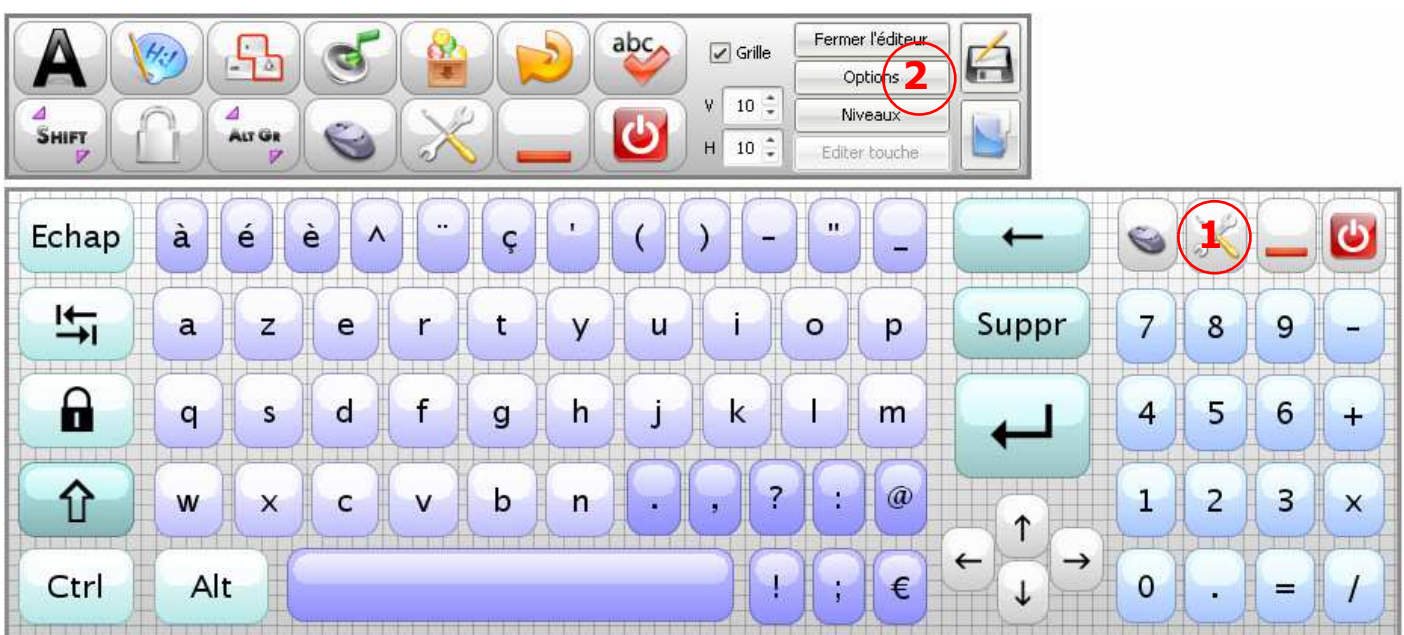 A Hi! abc Grille Fermer l'éditeur
Options 2
V 10 Niveaux
SHIFT ALT GR H 10 Editer touche
Echap à é è ^ ¨ ç ' ( ) - " _ ← 1
a z e r t y u i o p Suppr 7 8 9 -
q s d f g h j k l m 4 5 6 +
w x c v b n . , ? : @ ↑ 1 2 3 x
← →
Ctrl Alt ! ; € ↓ 0 . = /